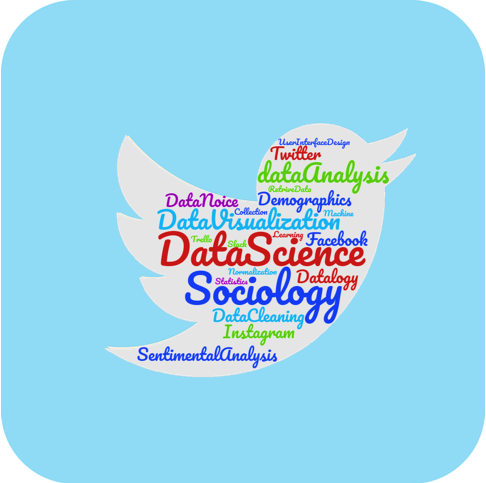 UserInterfaceDesign
Twitter
dataAnalysis
RetriveData
DataNoice Demographics
Collection Machine
DataVisualization
Trello Slack Learning Facebook
DataScience
Normalization
Statistics Datalogy
Sociology
DataCleaning
Instagram
SentimentalAnalysis